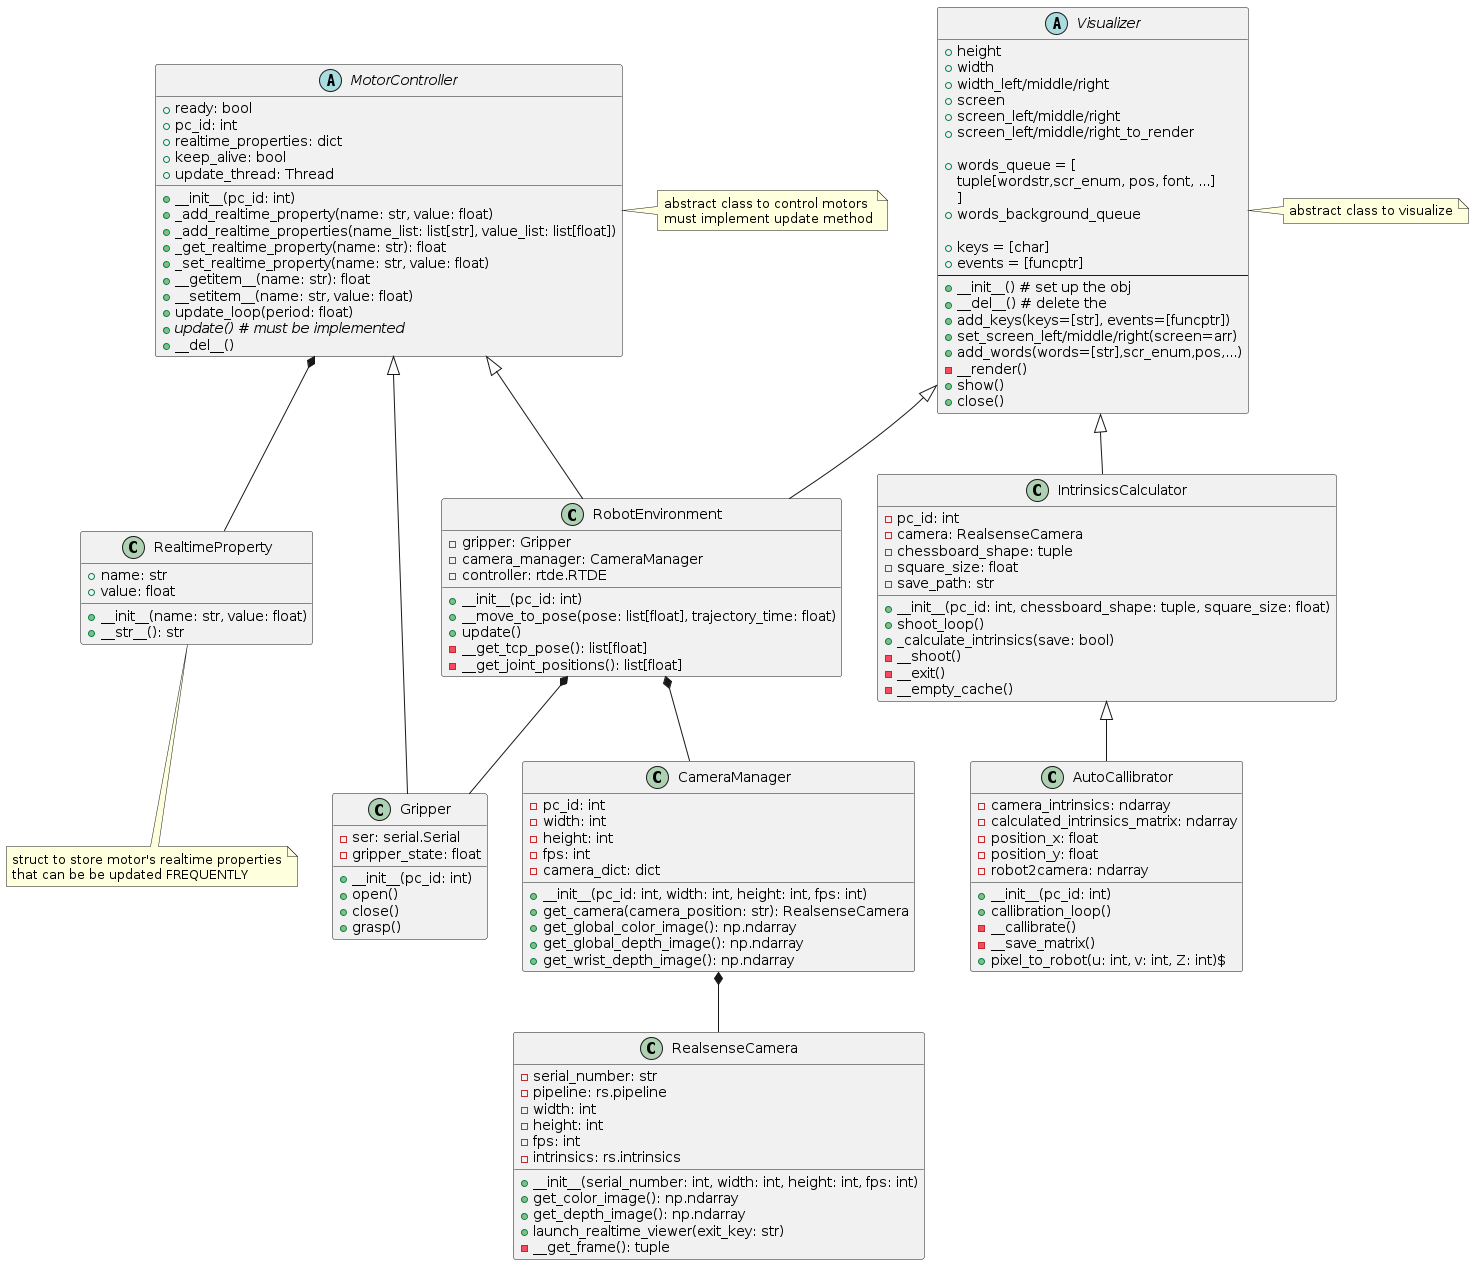 A Visualizer
height
width
width_left/middle/right
screen
screen_left/middle/right
screen_left/middle/right_to_render
words_queue = [
tuple[wordstr,scr_enum, pos, font, ...]
]
words_background_queue
keys = [char]
events = [funcptr]
__init__() # set up the obj
__del__() # delete the
add_keys(keys=[str], events=[funcptr])
set_screen_left/middle/right(screen=arr)
add_words(words=[str],scr_enum,pos,...)
__render()
show()
close()
abstract class to visualize
A MotorController
ready: bool
pc_id: int
realtime_properties: dict
keep_alive: bool
update_thread: Thread
__init__(pc_id: int)
_add_realtime_property(name: str, value: float)
_add_realtime_properties(name_list: list[str], value_list: list[float])
_get_realtime_property(name: str): float
_set_realtime_property(name: str, value: float)
__getitem__(name: str): float
__setitem__(name: str, value: float)
update_loop(period: float)
update() # must be implemented
__del__()
abstract class to control motors
must implement update method
C RealtimeProperty
name: str
value: float
__init__(name: str, value: float)
__str__(): str
struct to store motor's realtime properties
that can be be updated FREQUENTLY
C RobotEnvironment
gripper: Gripper
camera_manager: CameraManager
controller: rtde.RTDE
__init__(pc_id: int)
__move_to_pose(pose: list[float], trajectory_time: float)
update()
__get_tcp_pose(): list[float]
__get_joint_positions(): list[float]
C IntrinsicsCalculator
pc_id: int
camera: RealsenseCamera
chessboard_shape: tuple
square_size: float
save_path: str
__init__(pc_id: int, chessboard_shape: tuple, square_size: float)
shoot_loop()
_calculate_intrinsics(save: bool)
__shoot()
__exit()
__empty_cache()
C Gripper
ser: serial.Serial
gripper_state: float
__init__(pc_id: int)
open()
close()
grasp()
C CameraManager
pc_id: int
width: int
height: int
fps: int
camera_dict: dict
__init__(pc_id: int, width: int, height: int, fps: int)
get_camera(camera_position: str): RealsenseCamera
get_global_color_image(): np.ndarray
get_global_depth_image(): np.ndarray
get_wrist_depth_image(): np.ndarray
C AutoCallibrator
camera_intrinsics: ndarray
calculated_intrinsics_matrix: ndarray
position_x: float
position_y: float
robot2camera: ndarray
__init__(pc_id: int)
callibration_loop()
__callibrate()
__save_matrix()
pixel_to_robot(u: int, v: int, Z: int)$
C RealsenseCamera
serial_number: str
pipeline: rs.pipeline
width: int
height: int
fps: int
intrinsics: rs.intrinsics
__init__(serial_number: int, width: int, height: int, fps: int)
get_color_image(): np.ndarray
get_depth_image(): np.ndarray
launch_realtime_viewer(exit_key: str)
__get_frame(): tuple